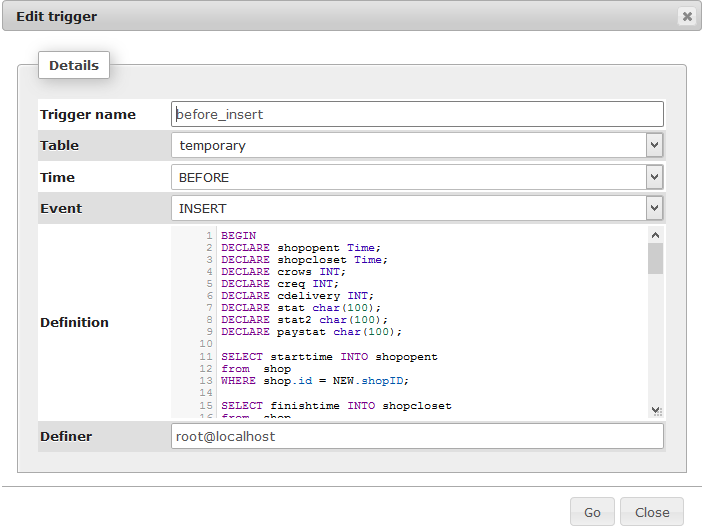 Edit trigger
Details
Trigger name before_insert
Table temporary
Time BEFORE
Event INSERT
Definition
1 BEGIN
2 DECLARE shopopent Time;
3 DECLARE shopcloset Time;
4 DECLARE crows INT;
5 DECLARE creq INT;
6 DECLARE cdelivery INT;
7 DECLARE stat char(100);
8 DECLARE stat2 char(100);
9 DECLARE paystat char(100);
10
11 SELECT starttime INTO shopopent
12 from shop
13 WHERE shop.id = NEW.shopID;
14
15 SELECT finishtime INTO shopcloset
16 from shop
Definer root@localhost
Go Close